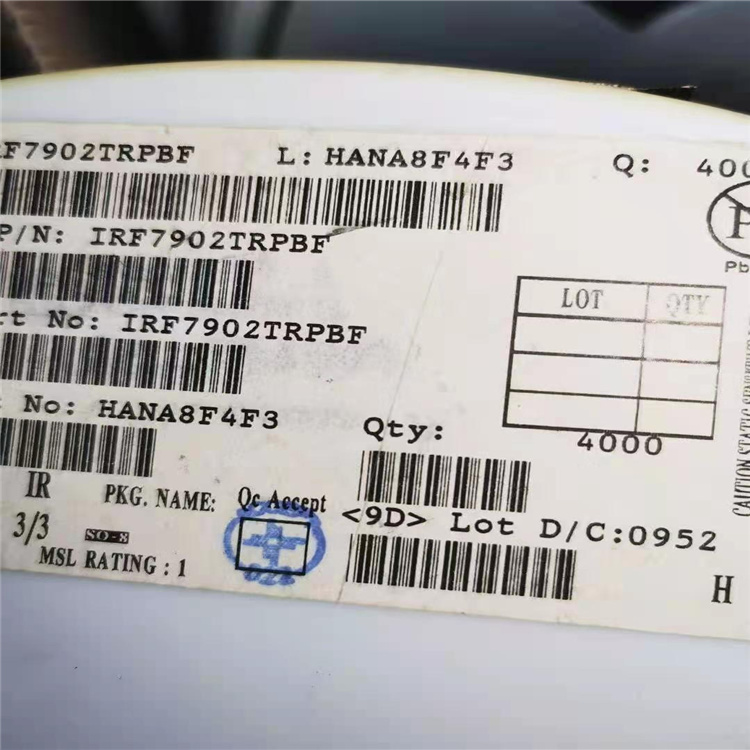 RF7902TRPBF L: HANA8F4F3 Q: 400
P/N: IRF7902TRPBF
Pb
LOT QTY
t No: IRF7902TRPBF
No: HANA8F4F3
Qty: 4000
IR PKG. NAME: Qc Accept
<9D> Lot D/C:0952
3/3 SO-8
MSL RATING : 1
H